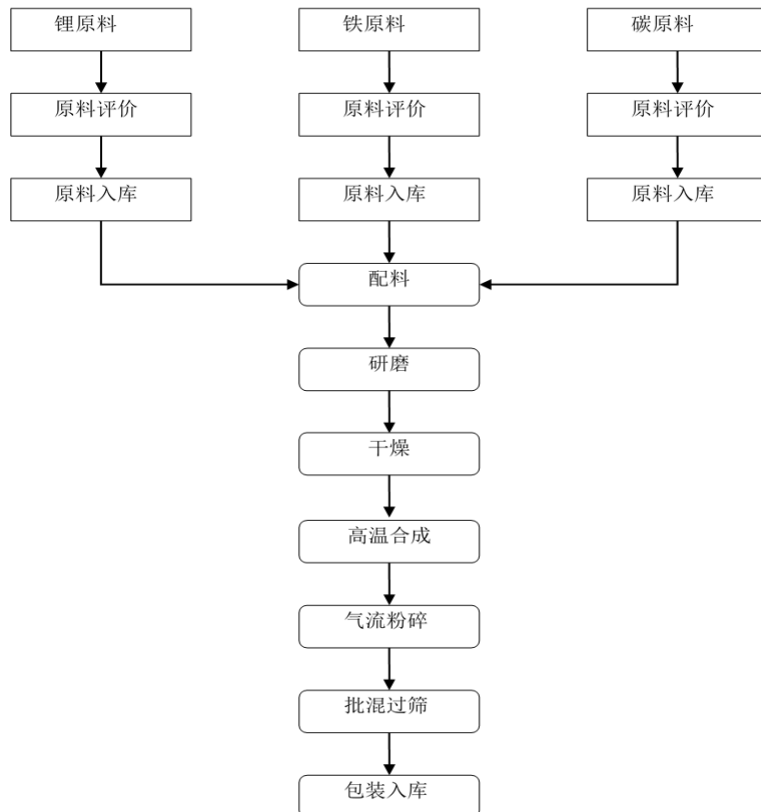 锂原料
铁原料
碳原料
原料评价
原料评价
原料评价
原料入库
原料入库
原料入库
配料
研磨
干燥
高温合成
气流粉碎
批混过筛
包装入库